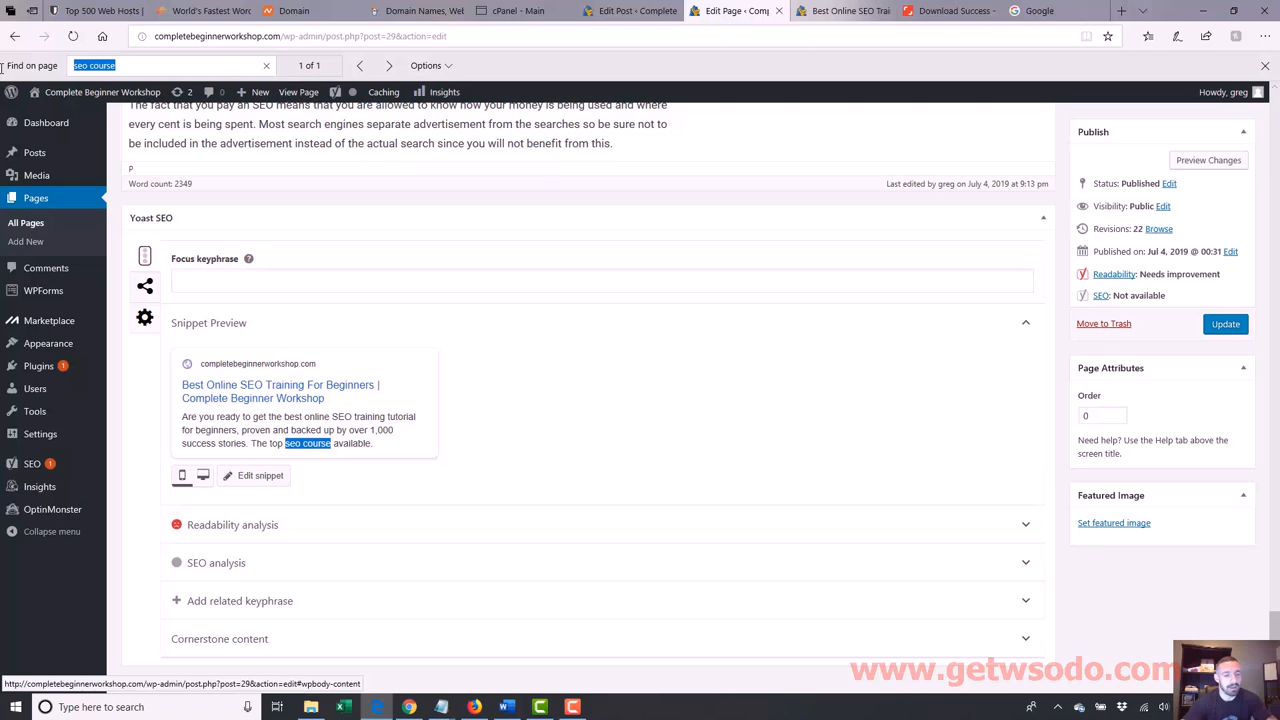 Top 500 Web Hosts |
World's Fastest Wor
Domain
Domain Names, Web
cPanel - Main
Edit Post ‹ Complete
Edit Page ‹ Comp
Best Online SEO Trai
Download Success -
Google
completebeginnerworkshop.com/wp-admin/post.php?post=29&action=edit
Find on page
seo course
1 of 1
Options
Complete Beginner Workshop
2
New
View Page
Caching
Insights
Howdy, greg
Dashboard
Posts
Media
Pages
All Pages
Add New
Comments
WPForms
Marketplace
Appearance
Plugins 1
Users
Tools
Settings
SEO 1
Insights
OptinMonster
Collapse menu
The fact that you pay an SEO means that you are allowed to know how your money is being used and where
every cent is being spent. Most search engines separate advertisement from the searches so be sure not to
be included in the advertisement instead of the actual search since you will not benefit from this.
p
Word count: 2349
Last edited by greg on July 4, 2019 at 9:13 pm
Yoast SEO
Focus keyphrase
Snippet Preview
completebeginnerworkshop.com
Best Online SEO Training For Beginners |
Complete Beginner Workshop
Are you ready to get the best online SEO training tutorial
for beginners, proven and backed up by over 1,000
success stories. The top seo course available.
Edit snippet
Readability analysis
SEO analysis
Add related keyphrase
Cornerstone content
Publish
Preview Changes
Status: Published Edit
Visibility: Public Edit
Revisions: 22 Browse
Published on: Jul 4, 2019 @ 00:31 Edit
Readability: Needs improvement
SEO: Not available
Move to Trash
Update
Page Attributes
Order
0
Need help? Use the Help tab above the
screen title.
Featured Image
Set featured image
www.getwsodo.com
http://completebeginnerworkshop.com/wp-admin/post.php?post=29&action=edit#wpbody-content
Type here to search